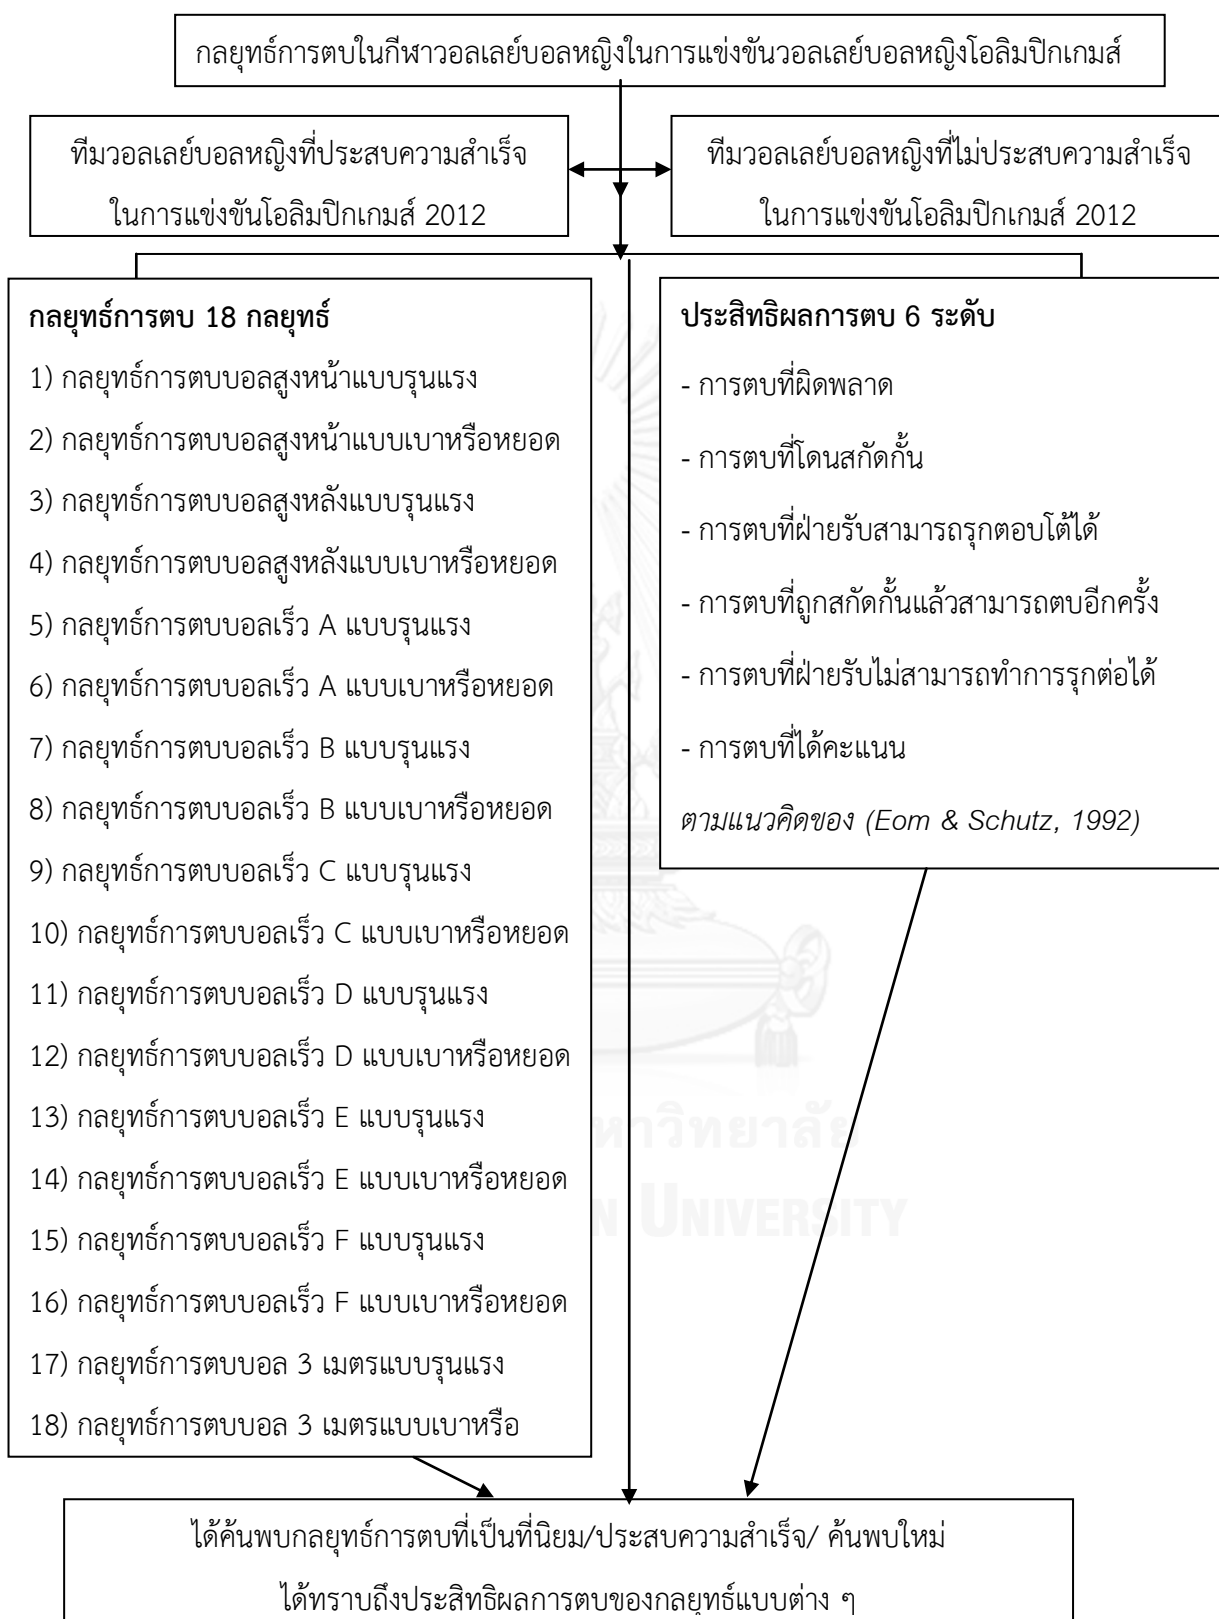 กลยุทธ์การตบในกีฬาวอลเลย์บอลหญิงในการแข่งขันวอลเลย์บอลหญิงโอลิมปิกเกมส์
ทีมวอลเลย์บอลหญิงที่ประสบความสำเร็จ
ในการแข่งขันโอลิมปิกเกมส์ 2012
ทีมวอลเลย์บอลหญิงที่ไม่ประสบความสำเร็จ
ในการแข่งขันโอลิมปิกเกมส์ 2012
กลยุทธ์การตบ 18 กลยุทธ์
1) กลยุทธ์การตบบอลสูงหน้าแบบรุนแรง
2) กลยุทธ์การตบบอลสูงหน้าแบบเบาหรือหยอด
3) กลยุทธ์การตบบอลสูงหลังแบบรุนแรง
4) กลยุทธ์การตบบอลสูงหลังแบบเบาหรือหยอด
5) กลยุทธ์การตบบอลเร็ว A แบบรุนแรง
6) กลยุทธ์การตบบอลเร็ว A แบบเบาหรือหยอด
7) กลยุทธ์การตบบอลเร็ว B แบบรุนแรง
8) กลยุทธ์การตบบอลเร็ว B แบบเบาหรือหยอด
9) กลยุทธ์การตบบอลเร็ว C แบบรุนแรง
10) กลยุทธ์การตบบอลเร็ว C แบบเบาหรือหยอด
11) กลยุทธ์การตบบอลเร็ว D แบบรุนแรง
12) กลยุทธ์การตบบอลเร็ว D แบบเบาหรือหยอด
13) กลยุทธ์การตบบอลเร็ว E แบบรุนแรง
14) กลยุทธ์การตบบอลเร็ว E แบบเบาหรือหยอด
15) กลยุทธ์การตบบอลเร็ว F แบบรุนแรง
16) กลยุทธ์การตบบอลเร็ว F แบบเบาหรือหยอด
17) กลยุทธ์การตบบอล 3 เมตรแบบรุนแรง
18) กลยุทธ์การตบบอล 3 เมตรแบบเบาหรือ
ประสิทธิผลการตบ 6 ระดับ
- การตบที่ผิดพลาด
- การตบที่โดนสกัดกั้น
- การตบที่ฝ่ายรับสามารถรุกตอบโต้ได้
- การตบที่ถูกสกัดกั้นแล้วสามารถตบอีกครั้ง
- การตบที่ฝ่ายรับไม่สามารถทำการรุกต่อได้
- การตบที่ได้คะแนน
ตามแนวคิดของ (Eom & Schutz, 1992)
หาวิทยาลัย
N UNIVERSITY
ได้ค้นพบกลยุทธ์การตบที่เป็นที่นิยม/ประสบความสำเร็จ/ ค้นพบใหม่
ได้ทราบถึงประสิทธิผลการตบของกลยุทธ์แบบต่าง ๆ